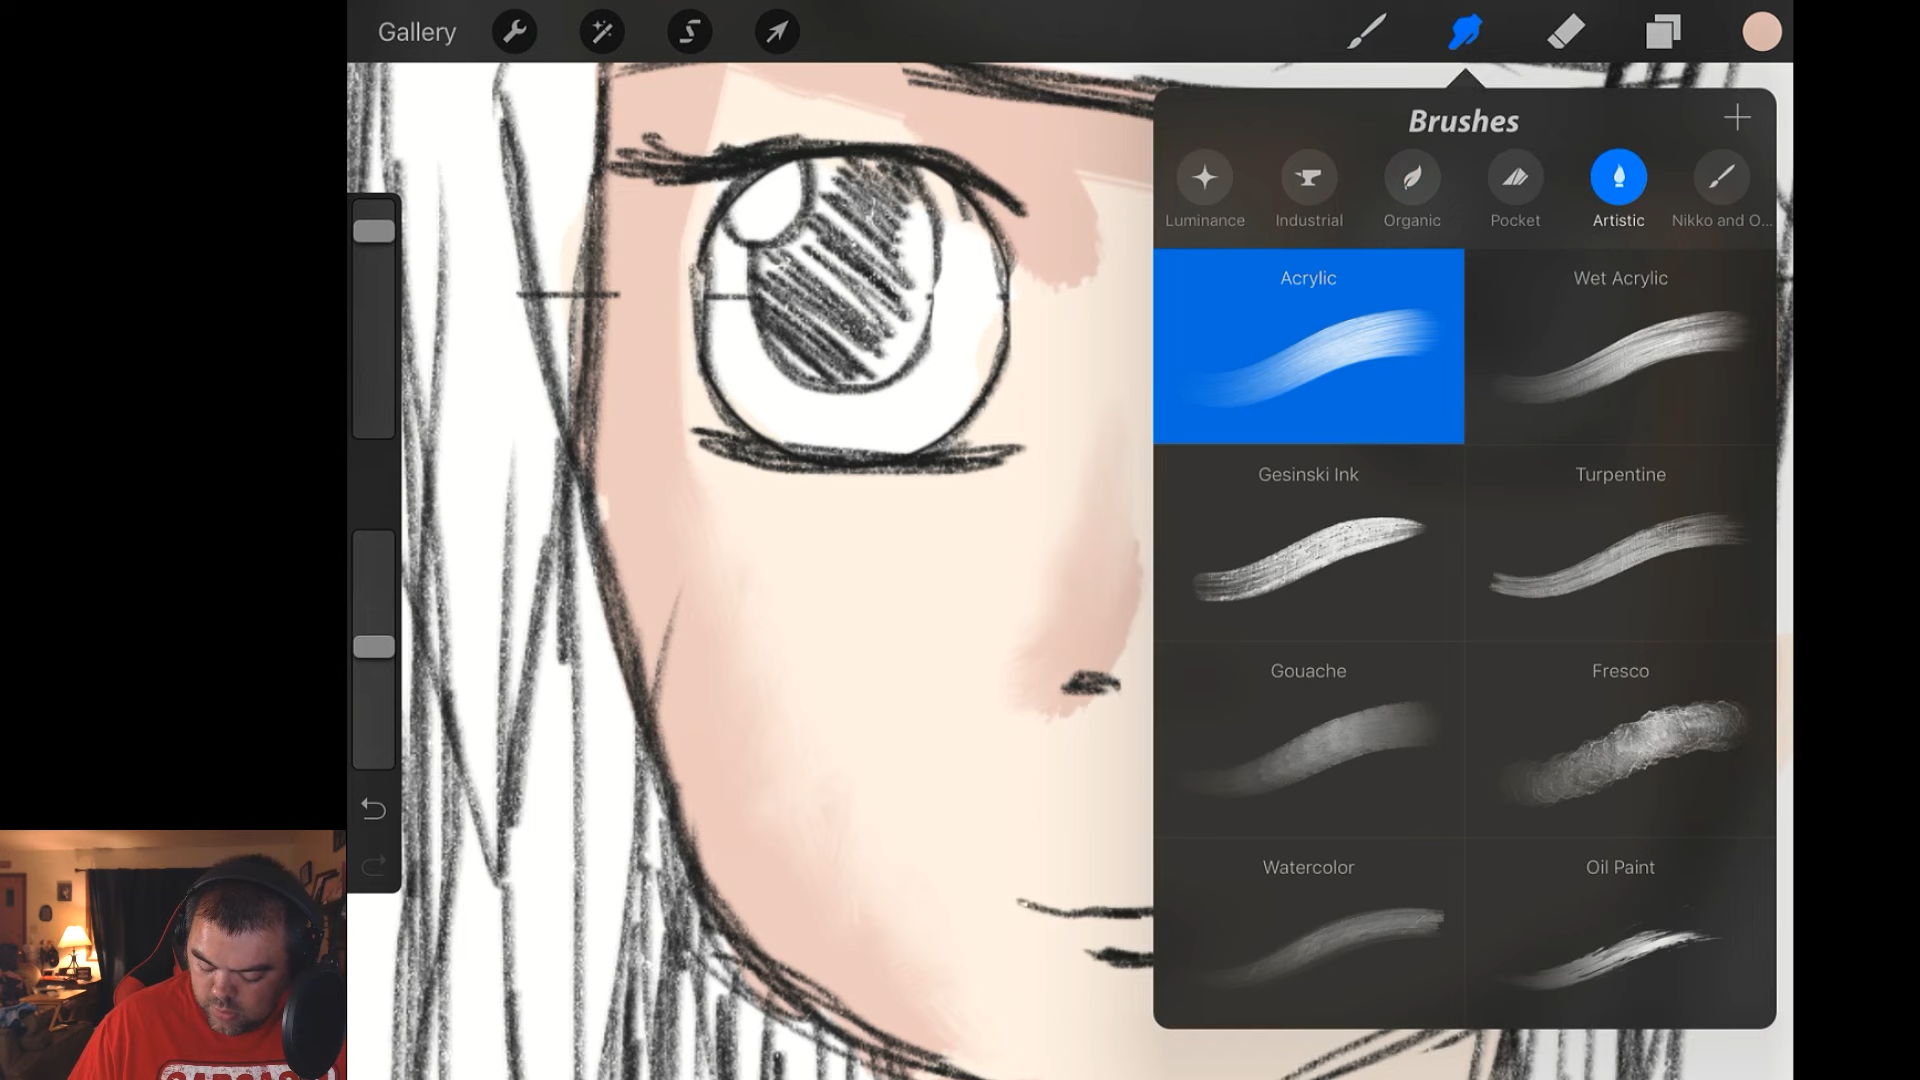 Gallery
Brushes
Luminance
Industrial
Organic
Pocket
Artistic
Nikko and O...
Acrylic
Wet Acrylic
Gesinski Ink
Turpentine
Gouache
Fresco
Watercolor
Oil Paint